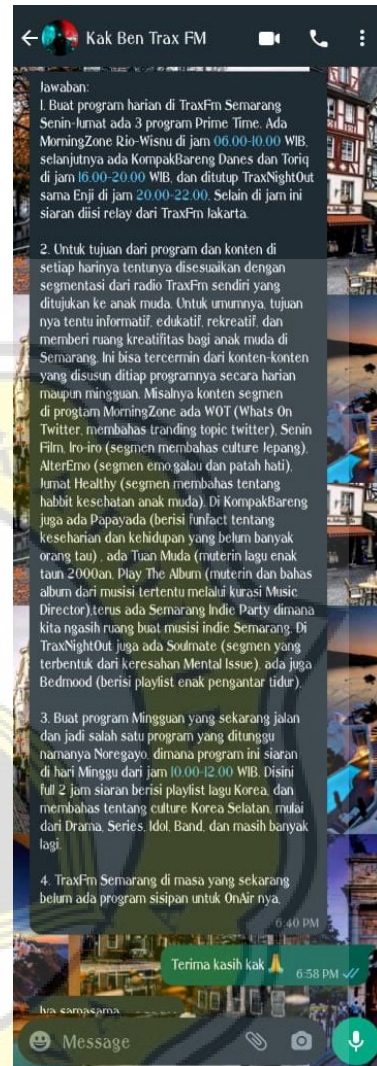 Kak Ben Trax FM
Jawaban:
1. Buat program harian di TraxFm Semarang
Senin-Jumat ada 3 program Prime Time. Ada
MorningZone Rio-Wisnu di jam 06.00-10.00 WIB,
selanjutnya ada KompakBareng Danes dan Toriq
di jam 16.00-20.00 WIB, dan ditutup TraxNightOut
sama Enji di jam 20.00-22.00. Selain di jam ini
siaran diisi relay dari TraxFm Jakarta.
2. Untuk tujuan dari program dan konten di
setiap harinya tentunya disesuaikan dengan
segmentasi dari radio TraxFm sendiri yang
ditujukan ke anak muda. Untuk umumnya, tujuan
nya tentu informatif, edukatif, rekreatif, dan
memberi ruang kreatifitas bagi anak muda di
Semarang. Ini bisa tercermin dari konten-konten
yang disusun ditiap programnya secara harian
maupun mingguan. Misalnya konten segmen
di progtam MorningZone ada WOT (Whats On
Twitter, membahas tranding topic twitter), Senin
Film, Iro-iro (segmen membahas culture Jepang),
AlterEmo (segmen emo,galau dan patah hati),
Jumat Healthy (segmen membahas tentang
habbit kesehatan anak muda). Di KompakBareng
juga ada Papayada (berisi funfact tentang
keseharian dan kehidupan yang belum banyak
orang tau) , ada Tuan Muda (muterin lagu enak
taun 2000an, Play The Album (muterin dan bahas
album dari musisi tertentu melalui kurasi Music
Director),terus ada Semarang Indie Party dimana
kita ngasih ruang buat musisi indie Semarang. Di
TraxNightOut juga ada Soulmate (segmen yang
terbentuk dari keresahan Mental Issue), ada juga
Bedmood (berisi playlist enak pengantar tidur).
3. Buat program Mingguan yang sekarang jalan
dan jadi salah satu program yang ditunggu
namanya Noregayo, dimana program ini siaran
di hari Minggu dari jam 10.00-12.00 WIB. Disini
full 2 jam siaran berisi playlist lagu Korea, dan
membahas tentang culture Korea Selatan, mulai
dari Drama, Series, Idol, Band, dan masih banyak
lagi.
4. TraxFm Semarang di masa yang sekarang
belum ada program sisipan untuk OnAir nya.
6:40 PM
Terima kasih kak 🙏
6:58 PM
Iya samasama
Message